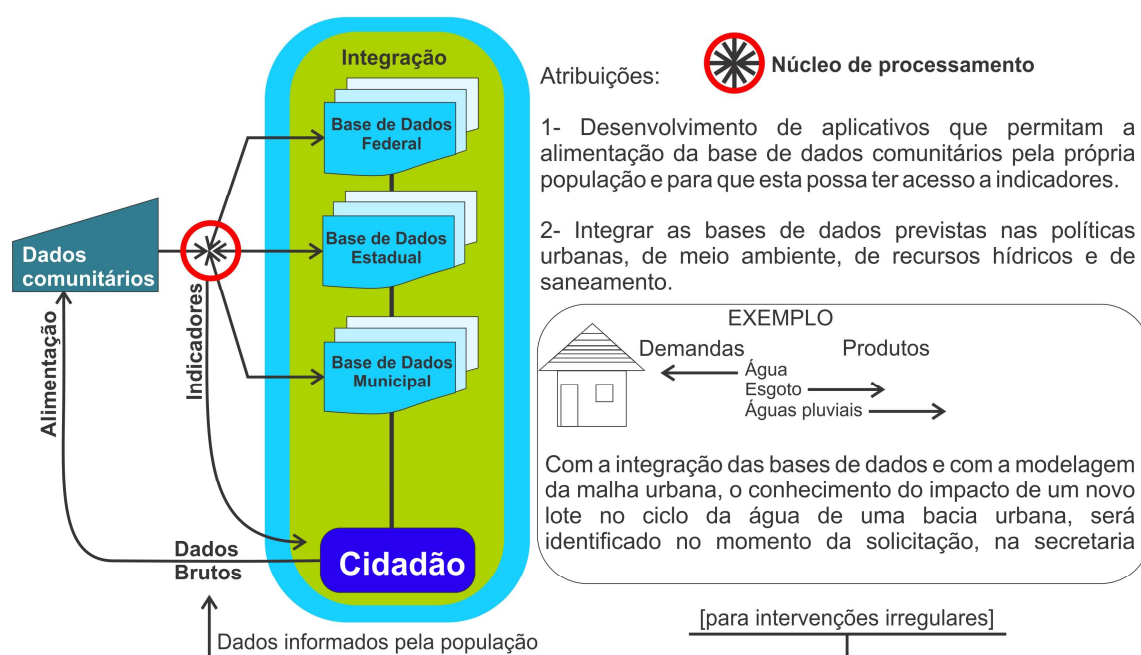 Integração
Base de Dados
Federal
Base de Dados
Estadual
Base de Dados
Municipal
Cidadão
Dados
comunitários
Alimentação
Indicadores
Dados
Brutos
Dados informados pela população
Atribuições:
Núcleo de processamento
1- Desenvolvimento de aplicativos que permitam a
alimentação da base de dados comunitários pela própria
população e para que esta possa ter acesso a indicadores.
2- Integrar as bases de dados previstas nas políticas
urbanas, de meio ambiente, de recursos hídricos e de
saneamento.
EXEMPLO
Demandas
Produtos
Água
Esgoto
Águas pluviais
Com a integração das bases de dados e com a modelagem
da malha urbana, o conhecimento do impacto de um novo
lote no ciclo da água de uma bacia urbana, será
identificado no momento da solicitação, na secretaria
[para intervenções irregulares]